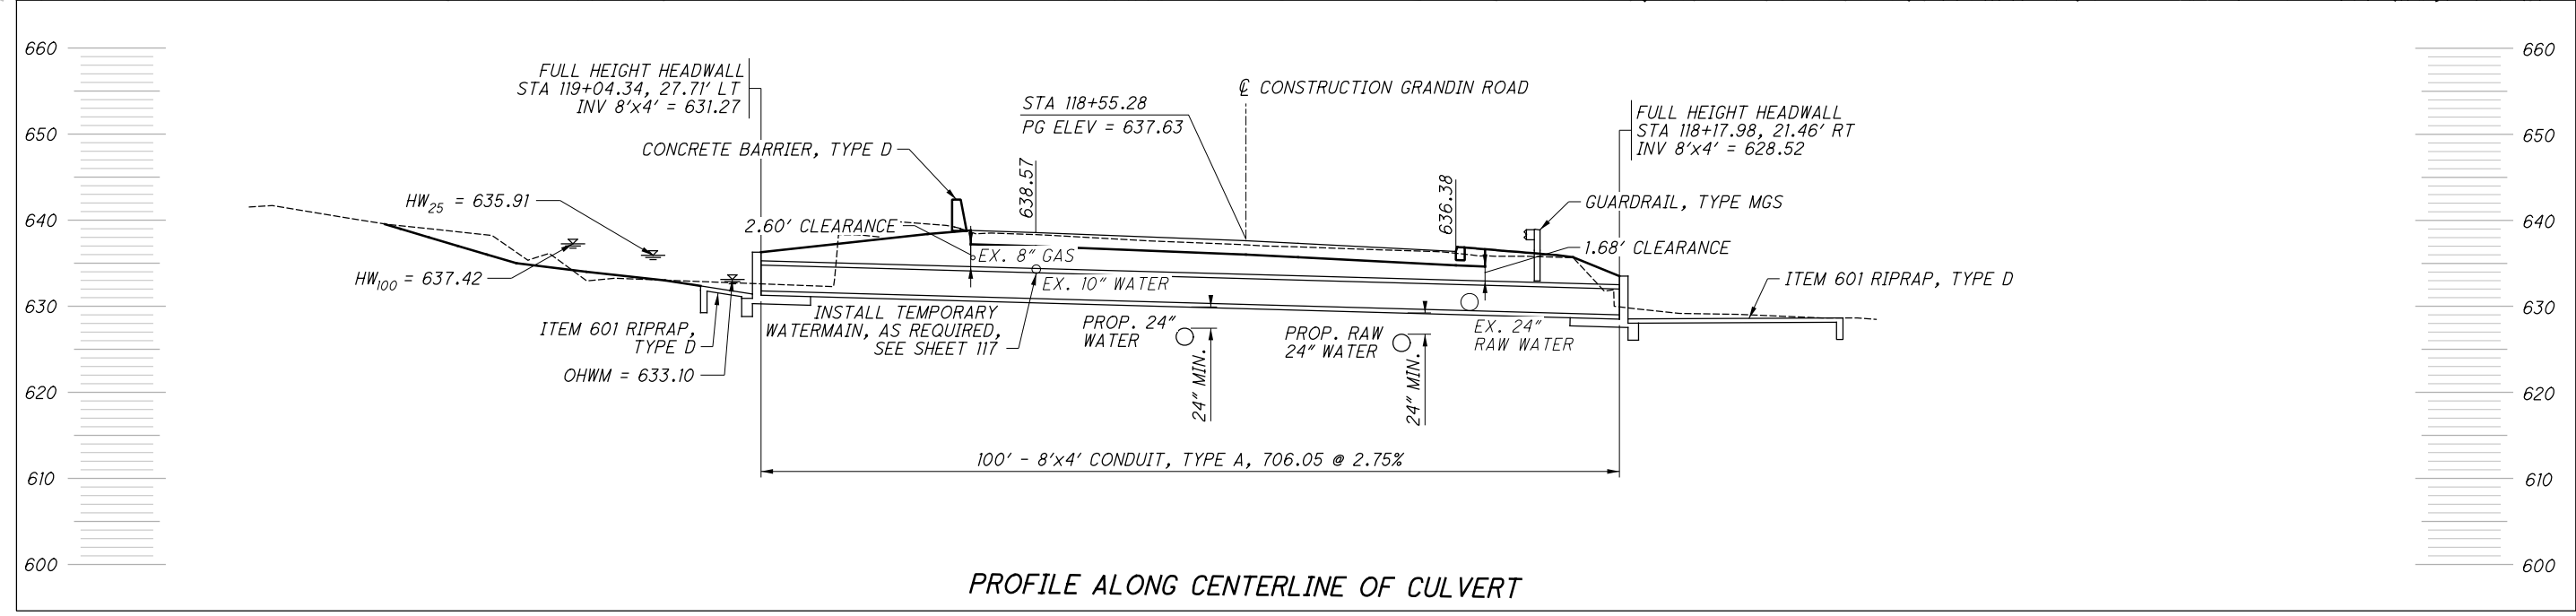 660
650
640
630
620
610
600
FULL HEIGHT HEADWALL
STA 119+04.34, 27.71' LT
INV 8'x4' = 631.27
CONCRETE BARRIER, TYPE D
HW25 = 635.91
HW100 = 637.42
2.60' CLEARANCE
638.57
STA 118+55.28
PG ELEV = 637.63
℄ CONSTRUCTION GRANDIN ROAD
636.38
FULL HEIGHT HEADWALL
STA 118+17.98, 21.46' RT
INV 8'x4' = 628.52
GUARDRAIL, TYPE MGS
1.68' CLEARANCE
ITEM 601 RIPRAP, TYPE D
EX. 8" GAS
EX. 10" WATER
ITEM 601 RIPRAP,
TYPE D
OHWM = 633.10
INSTALL TEMPORARY
WATERMAIN, AS REQUIRED,
SEE SHEET 117
PROP. 24"
WATER
24" MIN.
PROP. RAW
24" WATER
24" MIN.
EX. 24"
RAW WATER
100' - 8'x4' CONDUIT, TYPE A, 706.05 @ 2.75%
660
650
640
630
620
610
600
PROFILE ALONG CENTERLINE OF CULVERT